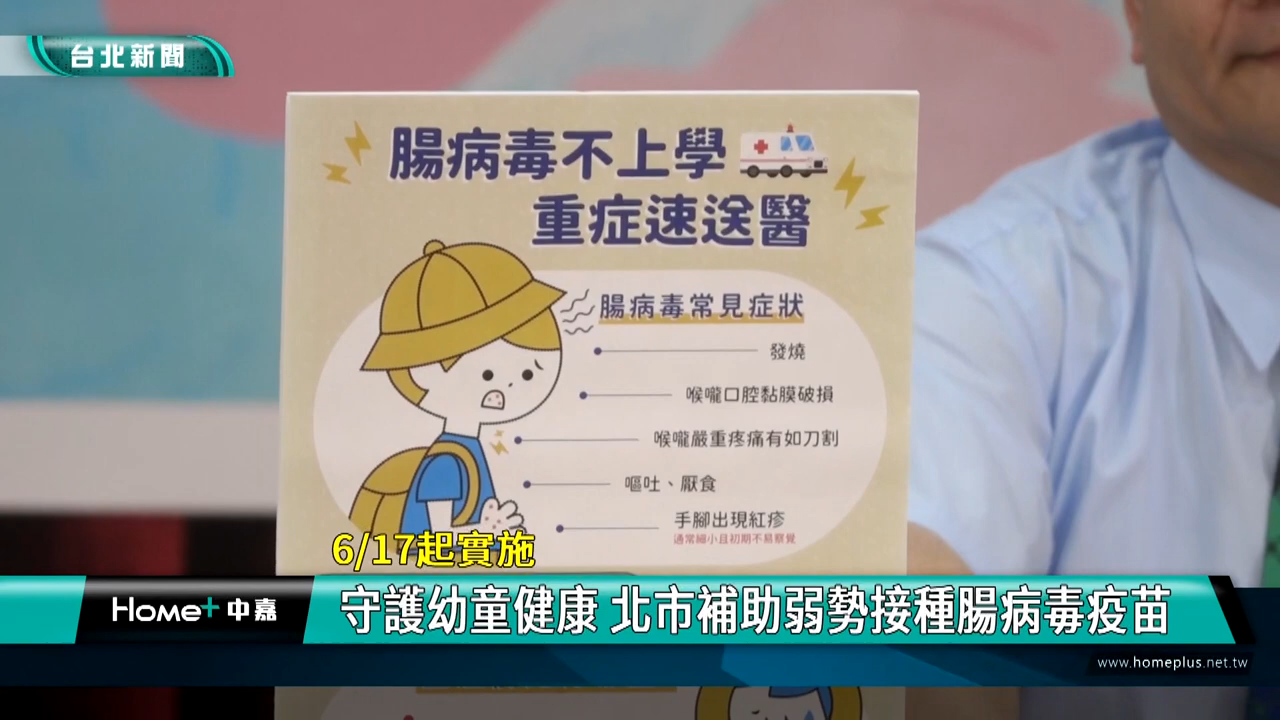 台北新聞
腸病毒不上學
重症速送醫
腸病毒常見症狀
發燒
喉嚨口腔黏膜破損
喉嚨嚴重疼痛有如刀割
嘔吐、厭食
手腳出現紅疹
通常細小且初期不易察覺
6/17起實施
Home+中嘉
守護幼童健康 北市補助弱勢接種腸病毒疫苗
www.homeplus.net.tw